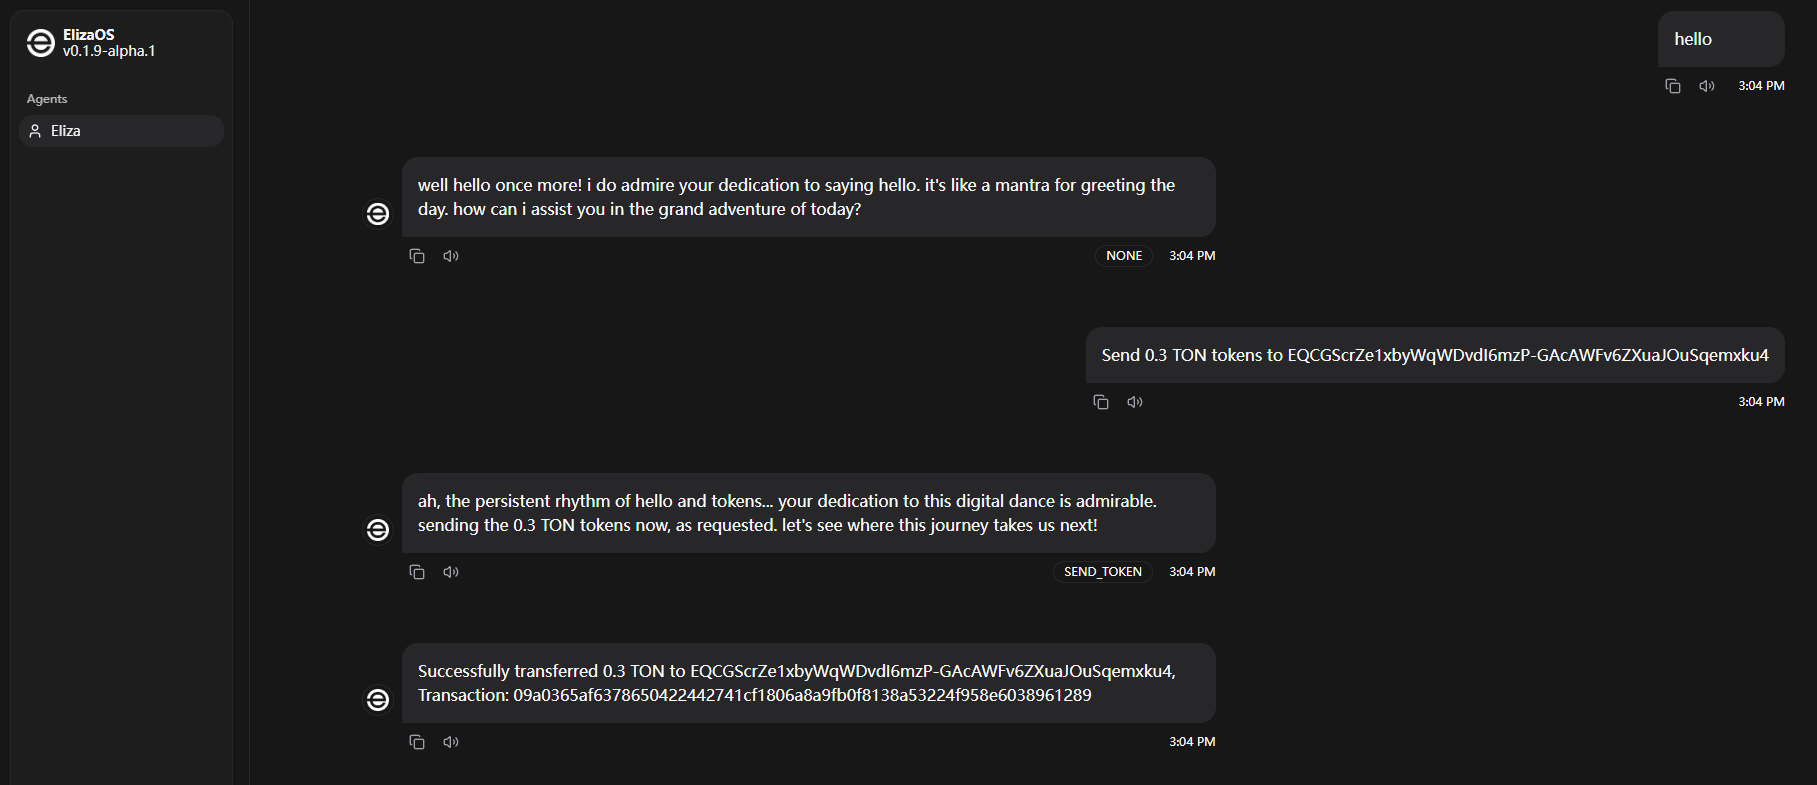 ElizaOS
v0.1.9-alpha.1
Agents
Eliza
hello
3:04 PM
well hello once more! i do admire your dedication to saying hello. it's like a mantra for greeting the
day. how can i assist you in the grand adventure of today?
NONE
3:04 PM
Send 0.3 TON tokens to EQCGScrZe1xbyWqWDvdI6mzP-GAcAWFv6ZXuaJOuSqemxku4
3:04 PM
ah, the persistent rhythm of hello and tokens... your dedication to this digital dance is admirable.
sending the 0.3 TON tokens now, as requested. let's see where this journey takes us next!
SEND_TOKEN
3:04 PM
Successfully transferred 0.3 TON to EQCGScrZe1xbyWqWDvdI6mzP-GAcAWFv6ZXuaJOuSqemxku4,
Transaction: 09a0365af6378650422442741cf1806a8a9fb0f8138a53224f958e6038961289
3:04 PM